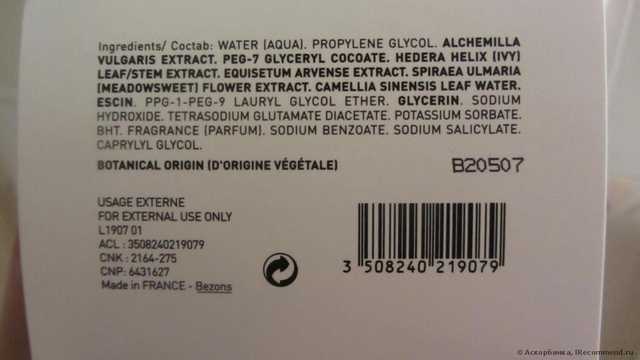 Ingredients/ Coctab: WATER (AQUA). PROPYLENE GLYCOL. ALCHEMILLA
VULGARIS EXTRACT. PEG-7 GLYCERYL COCOATE. HEDERA HELIX (IVY)
LEAF/STEM EXTRACT. EQUISETUM ARVENSE EXTRACT. SPIRAEA ULMARIA
(MEADOWSWEET) FLOWER EXTRACT. CAMELLIA SINENSIS LEAF WATER.
ESCIN. PPG-1-PEG-9 LAURYL GLYCOL ETHER. GLYCERIN. SODIUM
HYDROXIDE. TETRASODIUM GLUTAMATE DIACETATE. POTASSIUM SORBATE.
BHT. FRAGRANCE (PARFUM). SODIUM BENZOATE. SODIUM SALICYLATE.
CAPRYLYL GLYCOL.
BOTANICAL ORIGIN (D'ORIGINE VÉGÉTALE)
B20507
USAGE EXTERNE
FOR EXTERNAL USE ONLY
L1907 01
ACL : 3508240219079
CNK : 2164-275
CNP: 6431627
Made in FRANCE - Bezons
3 508240 219079
© Аскорбинка, IRecommend.ru